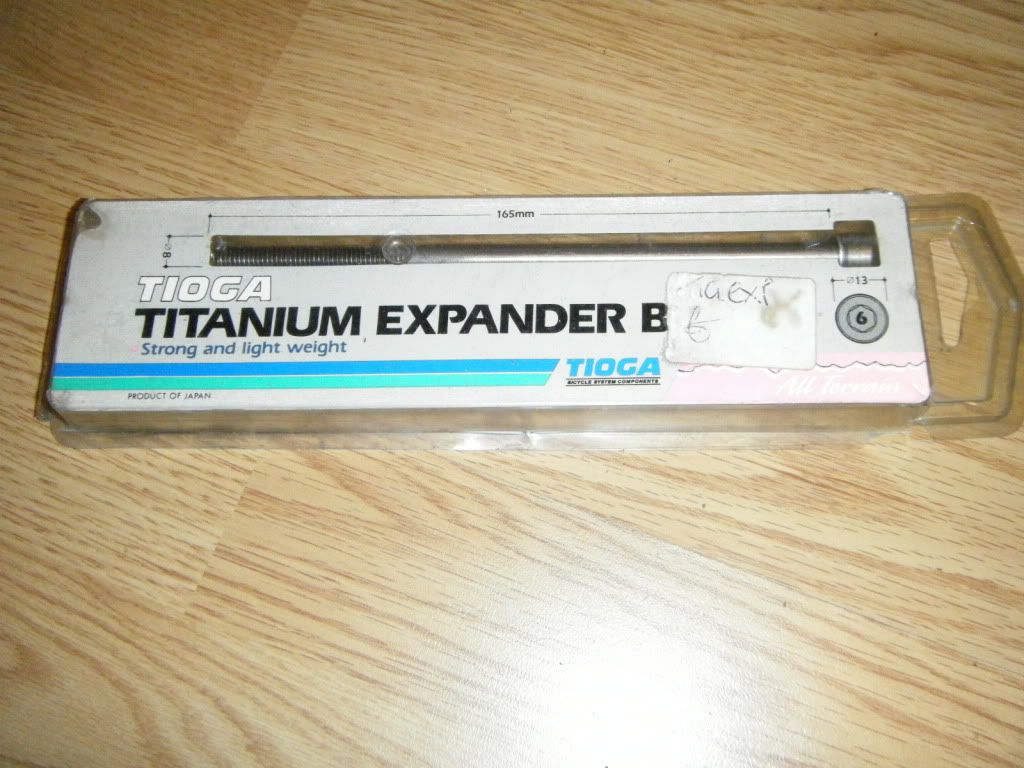 165mm
ø8
TIOGA
TITANIUM EXPANDER B
Strong and light weight
ø13
6
TIOGA
BICYCLE SYSTEM COMPONENTS
All Terrain
PRODUCT OF JAPAN